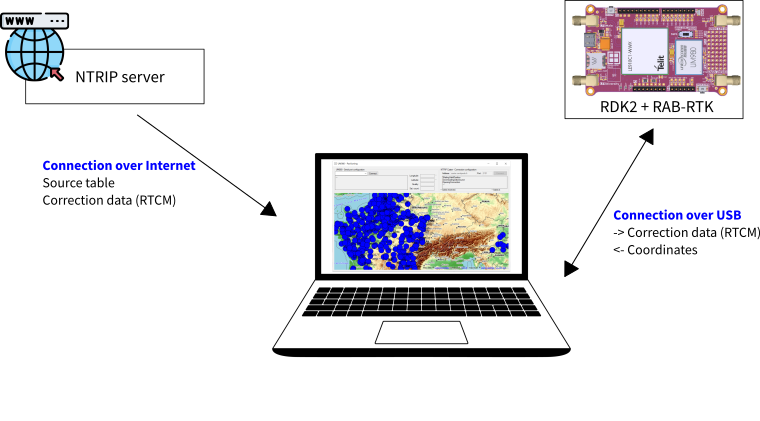 WWW
NTRIP server
Connection over Internet
Source table
Correction data (RTCM)
Telit
RDK2 + RAB-RTK
Connection over USB
-> Correction data (RTCM)
<- Coordinates